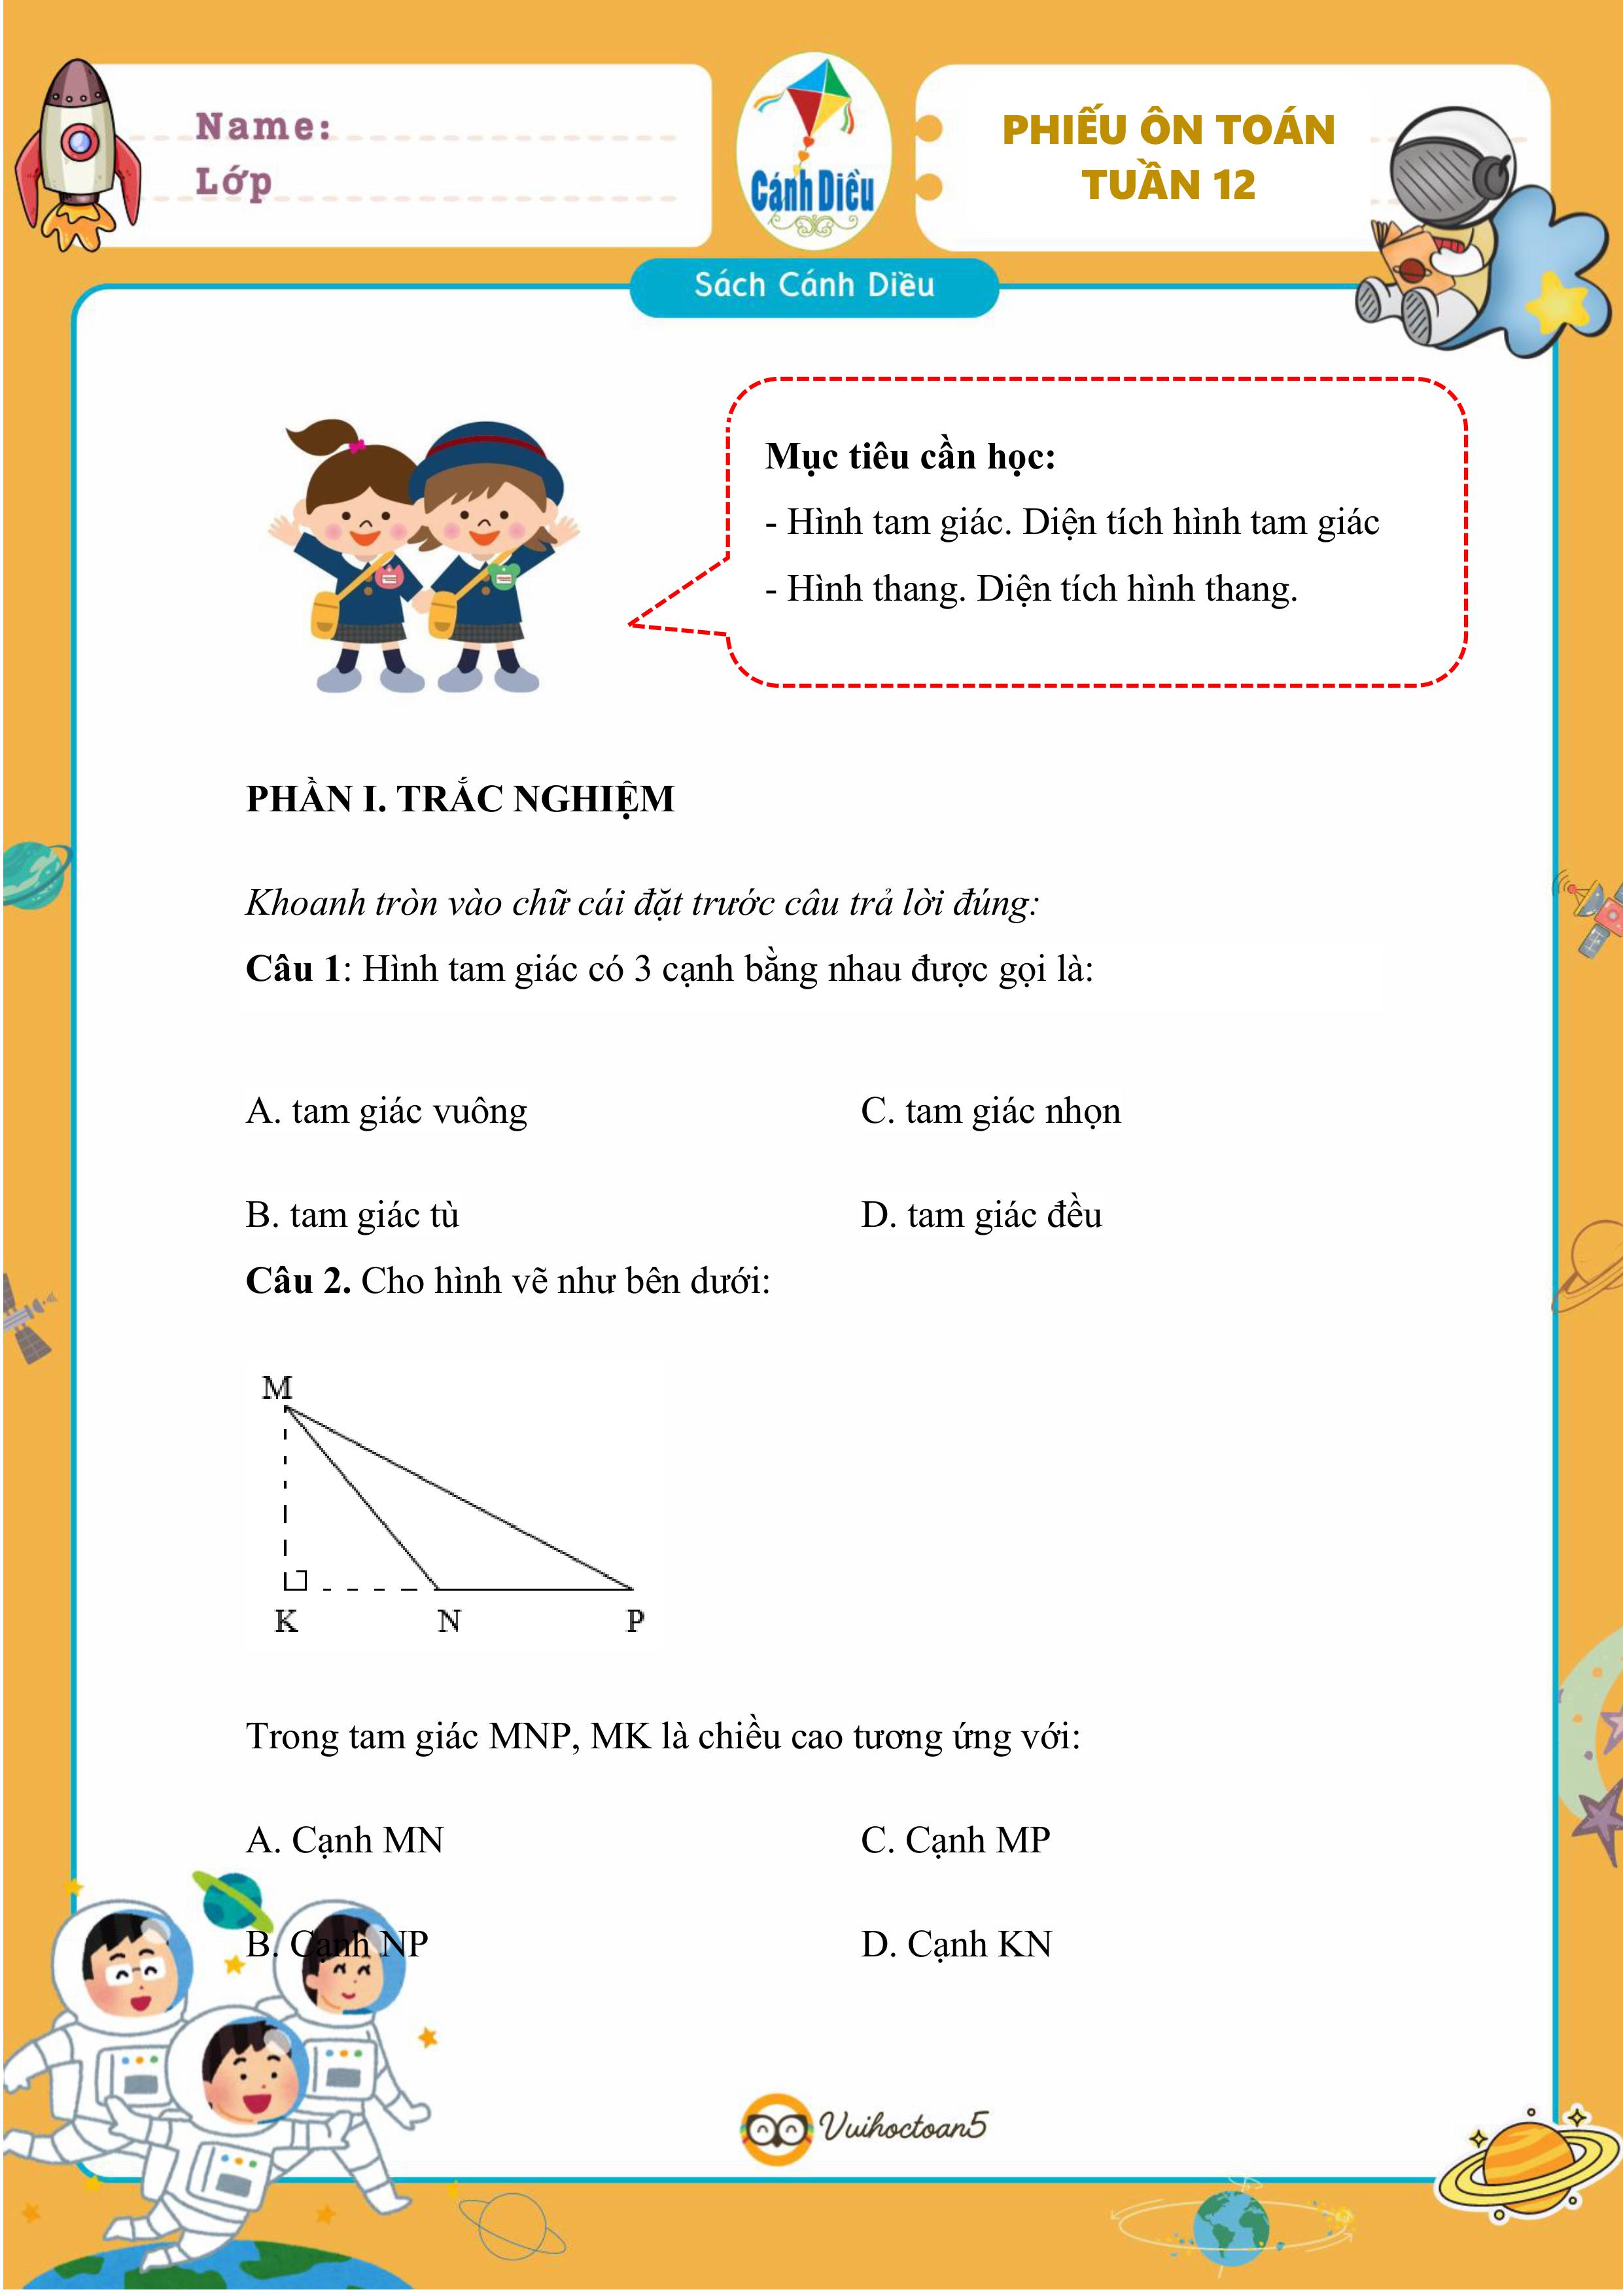 Name:
Lớp
Cánh Diều
PHIẾU ÔN TOÁN
TUẦN 12
Sách Cánh Diều
Mục tiêu cần học:
- Hình tam giác. Diện tích hình tam giác
- Hình thang. Diện tích hình thang.
PHẦN I. TRẮC NGHIỆM
Khoanh tròn vào chữ cái đặt trước câu trả lời đúng:
Câu 1: Hình tam giác có 3 cạnh bằng nhau được gọi là:
A. tam giác vuông
C. tam giác nhọn
B. tam giác tù
D. tam giác đều
Câu 2. Cho hình vẽ như bên dưới:
M
K N P
Trong tam giác MNP, MK là chiều cao tương ứng với:
A. Cạnh MN
C. Cạnh MP
B. Cạnh NP
D. Cạnh KN
Vuihoctoan5